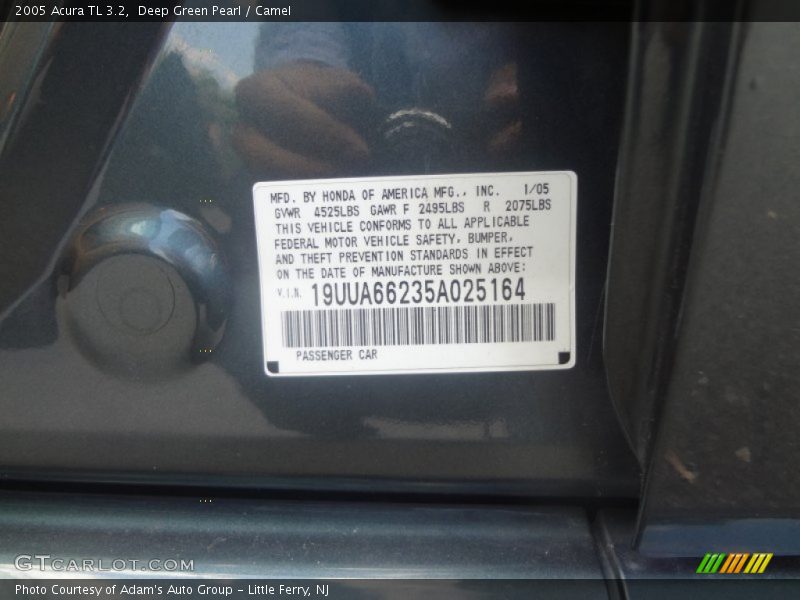 2005 Acura TL 3.2, Deep Green Pearl / Camel
MFD. BY HONDA OF AMERICA MFG., INC. 1/05
GVWR 4525LBS GAWR F 2495LBS R 2075LBS
THIS VEHICLE CONFORMS TO ALL APPLICABLE
FEDERAL MOTOR VEHICLE SAFETY, BUMPER,
AND THEFT PREVENTION STANDARDS IN EFFECT
ON THE DATE OF MANUFACTURE SHOWN ABOVE:
V.I.N. 19UUA66235A025164
PASSENGER CAR
GTCARLOT.COM
Photo Courtesy of Adam's Auto Group - Little Ferry, NJ